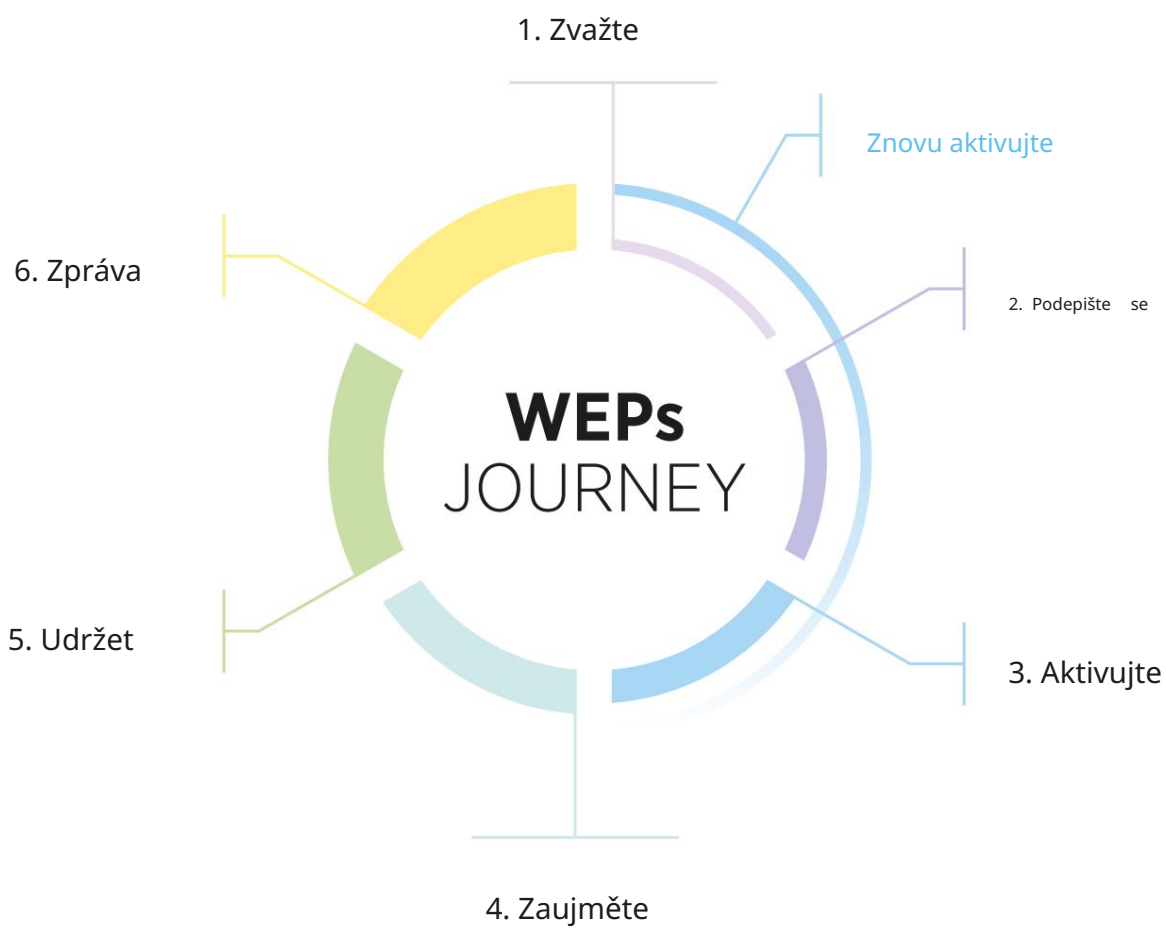 1. Zvažte
Znovu aktivujte
2. Podepište se
3. Aktivujte
4. Zaujměte
5. Udržet
6. Zpráva
WEPs
JOURNEY